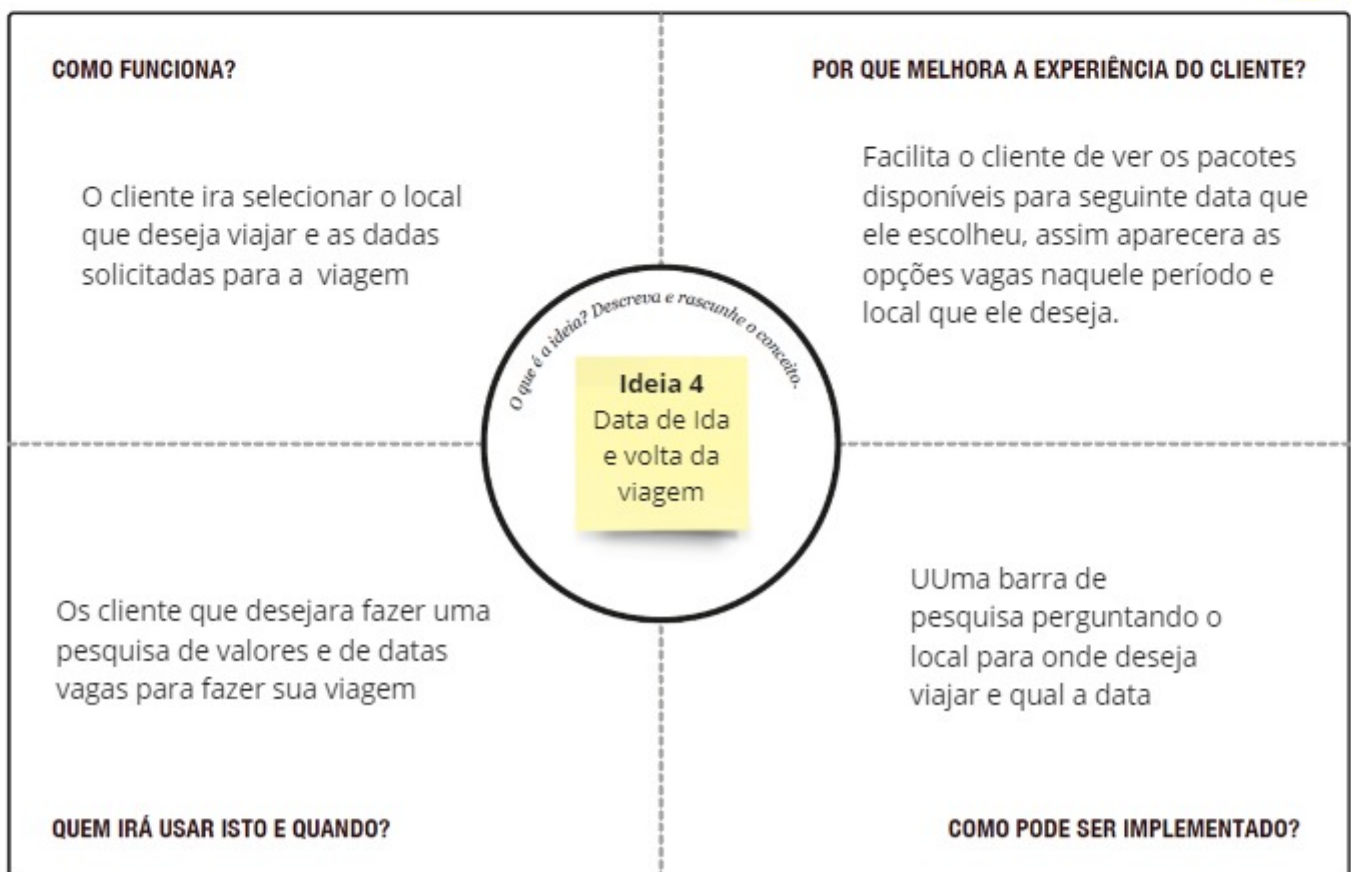 COMO FUNCIONA?
O cliente ira selecionar o local
que deseja viajar e as dadas
solicitadas para a viagem
POR QUE MELHORA A EXPERIÊNCIA DO CLIENTE?
Facilita o cliente de ver os pacotes
disponíveis para seguinte data que
ele escolheu, assim aparecera as
opções vagas naquele período e
local que ele deseja.
O que é a ideia? Descreva e rascunhe o conceito.
Ideia 4
Data de Ida
e volta da
viagem
Os cliente que desejara fazer uma
pesquisa de valores e de datas
vagas para fazer sua viagem
QUEM IRÁ USAR ISTO E QUANDO?
UUma barra de
pesquisa perguntando o
local para onde deseja
viajar e qual a data
COMO PODE SER IMPLEMENTADO?